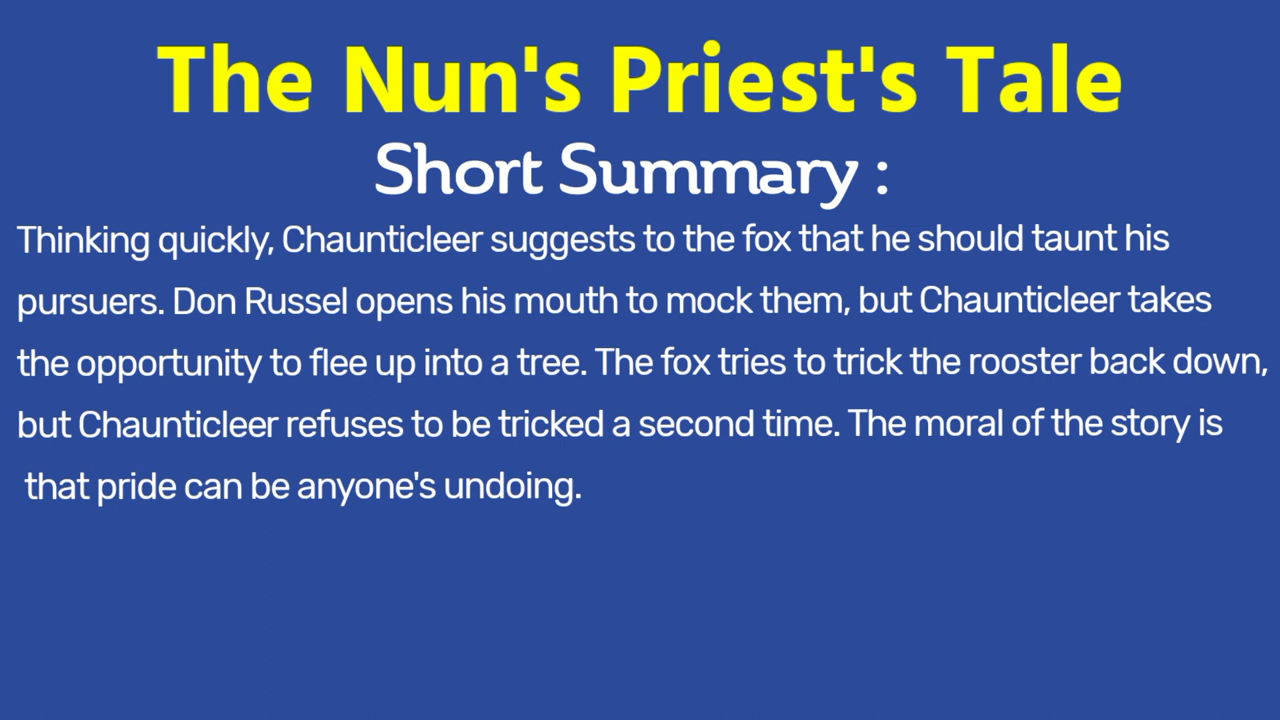 The Nun's Priest's Tale
Short Summary :
Thinking quickly, Chaunticleer suggests to the fox that he should taunt his
pursuers. Don Russel opens his mouth to mock them, but Chaunticleer takes
the opportunity to flee up into a tree. The fox tries to trick the rooster back down,
but Chaunticleer refuses to be tricked a second time. The moral of the story is
that pride can be anyone's undoing.